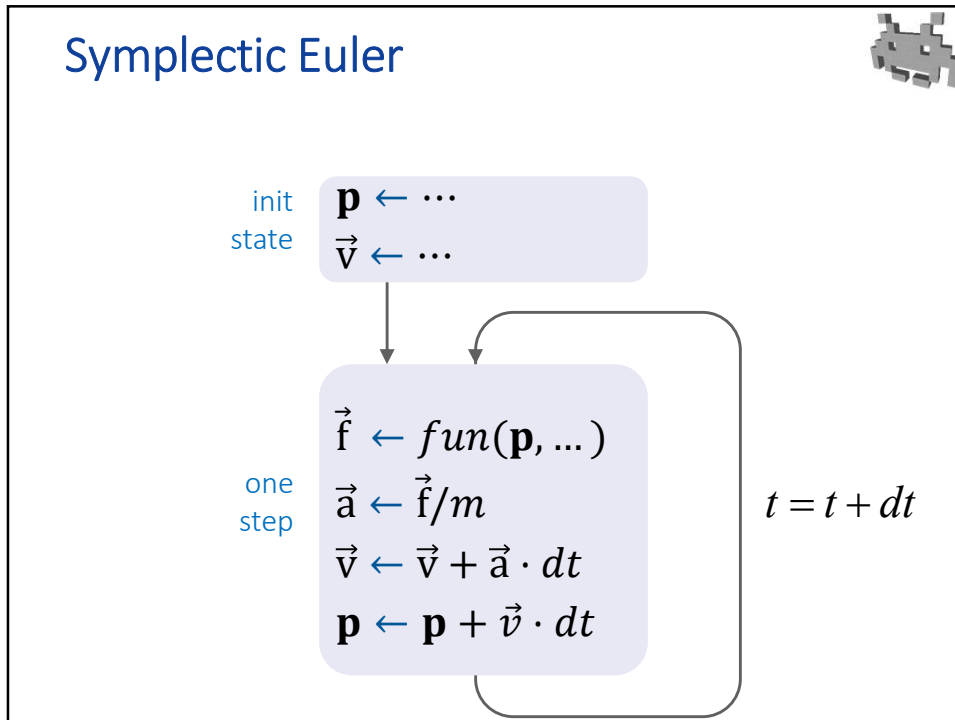 Symplectic Euler
init
state
𝐩 ← ⋯
v⃗ ← ⋯
one
step
f⃗ ← fun(𝐩, …)
a⃗ ← f⃗/m
v⃗ ← v⃗ + a⃗ · dt
𝐩 ← 𝐩 + v⃗ · dt
t = t + dt